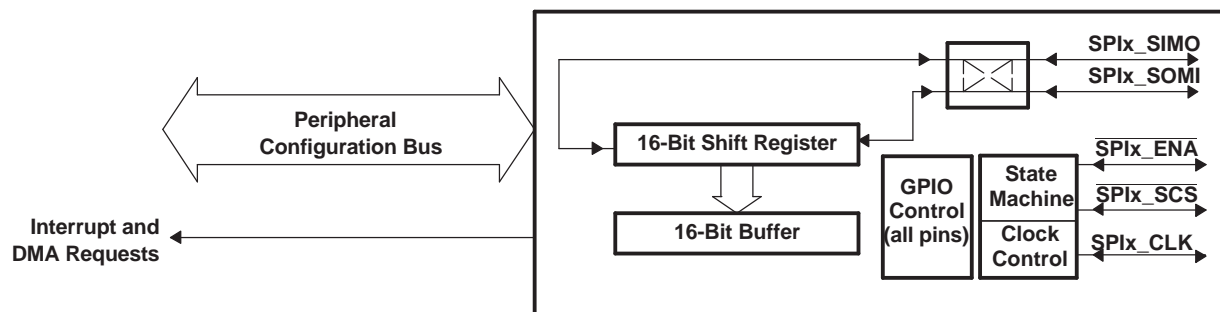 Peripheral
Configuration Bus
Interrupt and
DMA Requests
16-Bit Shift Register
16-Bit Buffer
GPIO
Control
(all pins)
State
Machine
Clock
Control
SPIx_SIMO
SPIx_SOMI
SPIx_ENA
SPIx_SCS
SPIx_CLK